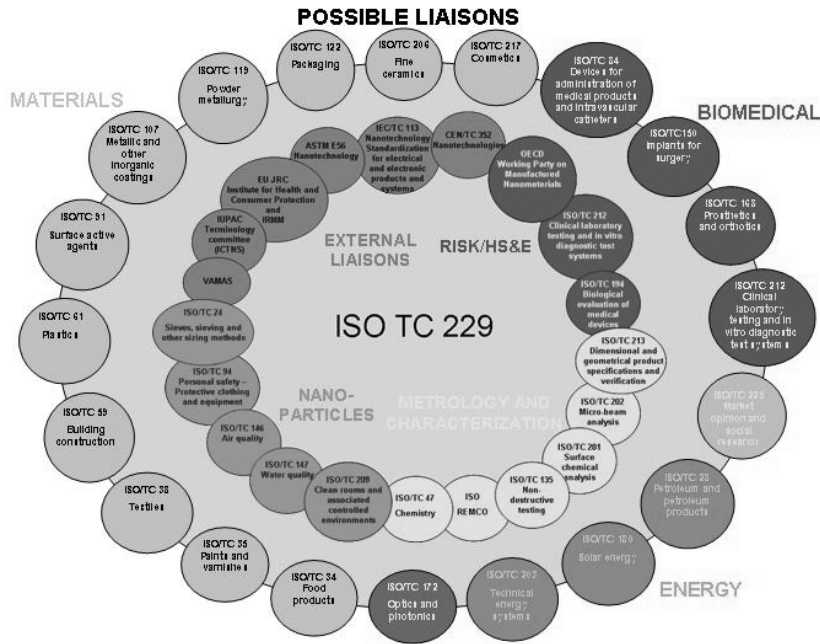 POSSIBLE LIAISONS
ISO/TC 122
Packaging
ISO/TC 206
Fine
ceramics
ISO/TC 217
Cosmetics
ISO/TC 84
Devices for
administration of
medical products
and intravascular
catheters
BIOMEDICAL
ISO/TC150
Implants for
surgery
ISO/TC 168
Prosthetics
and orthotics
ISO/TC 212
Clinical
laboratory
testing and in
vitro diagnostic
test systems
ISO/TC 225
Market
opinion and
social
research
ISO/TC 28
Petroleum and
petroleum
products
ISO/TC 180
Solar energy
ENERGY
ISO/TC 203
Technical
energy
systems
ISO/TC 172
Optics and
photonics
ISO/TC 34
Food
products
ISO/TC 35
Paints and
varnishes
ISO/TC 38
Textiles
ISO/TC 59
Building
construction
ISO/TC 61
Plastics
ISO/TC 91
Surface active
agents
ISO/TC 107
Metallic and
other
inorganic
coatings
MATERIALS
ISO/TC 119
Powder
metallurgy
ASTM E56
Nanotechnology
IEC/TC 113
Nanotechnology
Standardization
for electrical
and electronic
products and
systems
CEN/TC 352
Nanotechnologies
OECD
Working Party on
Manufactured
Nanometerials
ISO/TC 212
Clinical laboratory
testing and in vitro
diagnostic test
systems
ISO/TC 194
Biological
evaluation of
medical
devices
ISO/TC 213
Dimensional and
geometrical product
specifications and
verification
ISO/TC 202
Micro-beam
analysis
ISO/TC 201
Surface
chemical
analysis
ISO/TC 135
Non-
destructive
testing
ISO
REMCO
ISO/TC 47
Chemistry
ISO/TC 209
Clean rooms and
associated
controlled
environments
ISO/TC 147
Water quality
ISO/TC 146
Air quality
ISO/TC 94
Personal safety –
Protective clothing
and equipment
ISO/TC 24
Sieves, sieving and
other sizing methods
VAMAS
IUPAC
Terminology
committee
(ICTNS)
EU JRC
Institute for Health and
Consumer Protection
and
IRMM
EXTERNAL
LIAISONS
RISK/HS&E
ISO TC 229
NANO-
PARTICLES
METROLOGY AND
CHARACTERIZATION